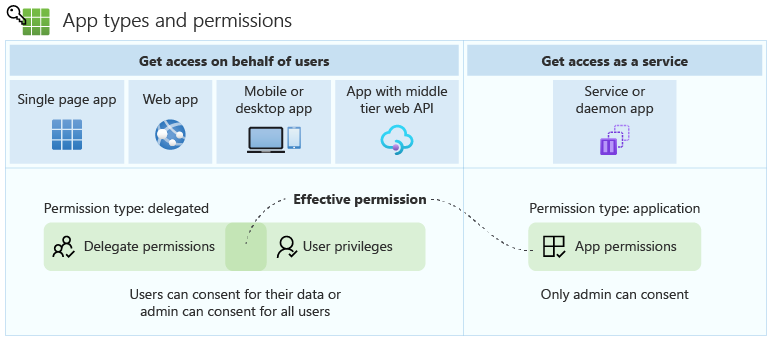 App types and permissions
Get access on behalf of users
Get access as a service
Single page app
Web app
Mobile or
desktop app
App with middle
tier web API
Service or
daemon app
Effective permission
Permission type: delegated
Permission type: application
Delegate permissions
User privileges
App permissions
Users can consent for their data or
admin can consent for all users
Only admin can consent